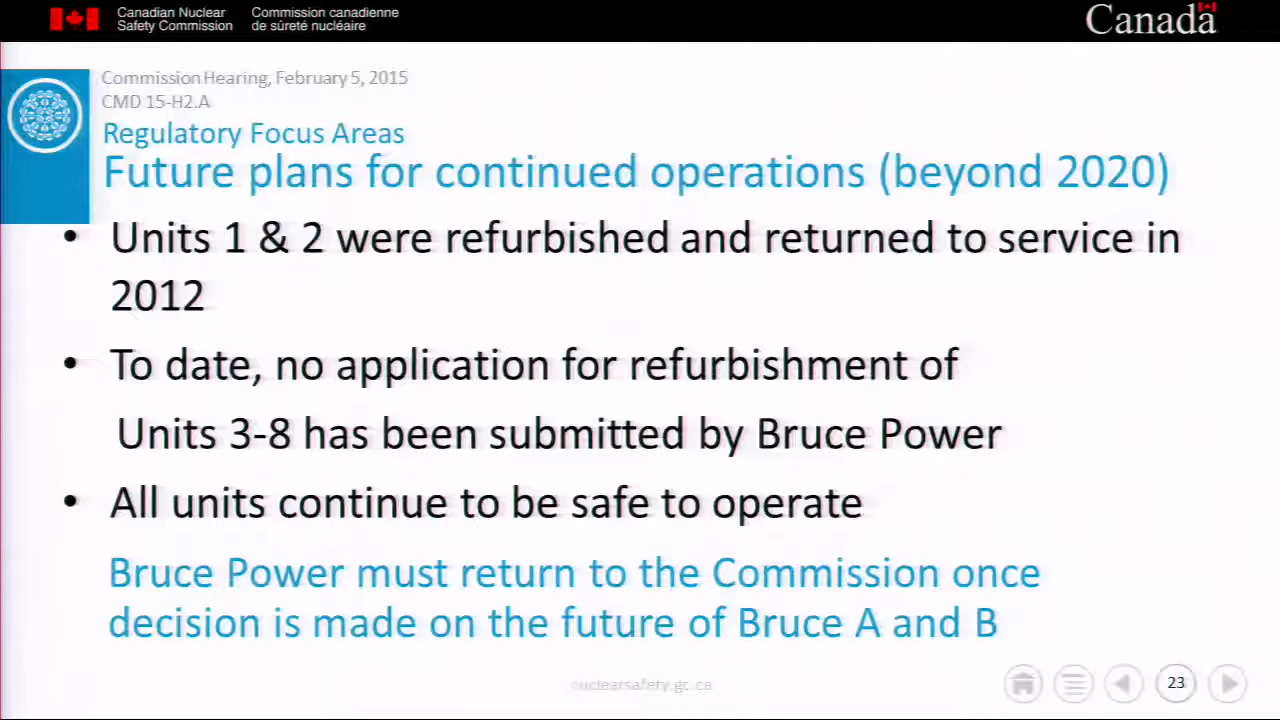 Canadian Nuclear Safety Commission
Commission canadienne de sûreté nucléaire
Canada
Commission Hearing, February 5, 2015
CMD 15-H2.A
Regulatory Focus Areas
Future plans for continued operations (beyond 2020)
• Units 1 & 2 were refurbished and returned to service in
2012
• To date, no application for refurbishment of
Units 3-8 has been submitted by Bruce Power
• All units continue to be safe to operate
Bruce Power must return to the Commission once
decision is made on the future of Bruce A and B
nuclearsafety.gc.ca
23